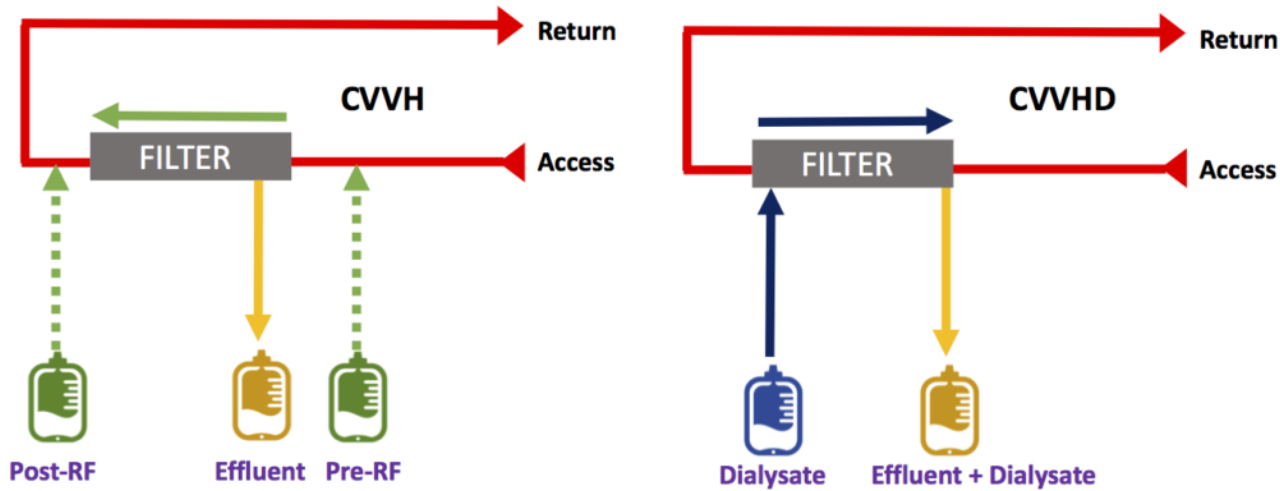 Return
CVVH
FILTER
Access
Post-RF
Effluent
Pre-RF
Return
CVVHD
FILTER
Access
Dialysate
Effluent + Dialysate